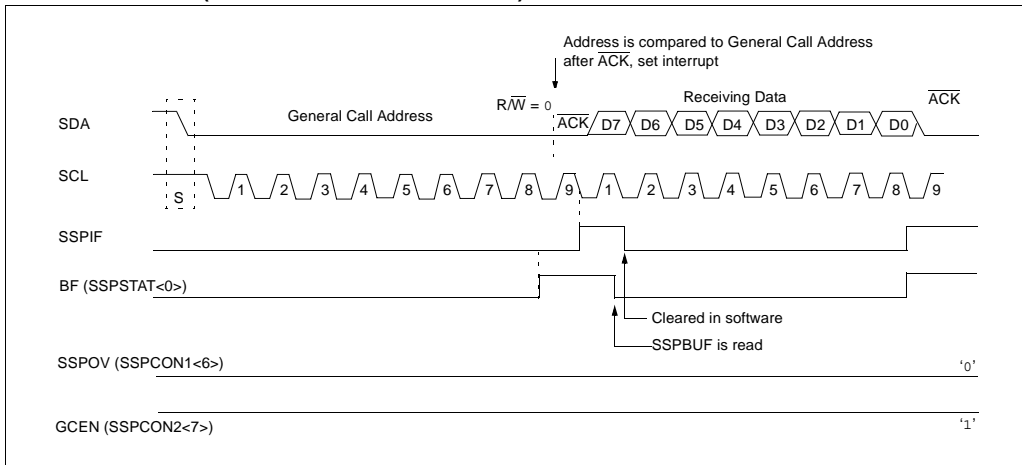 Address is compared to General Call Address
after ACK, set interrupt
R/W = 0
General Call Address
Receiving Data
ACK
SDA
ACK
D7 D6 D5 D4 D3 D2 D1 D0
SCL
S
1 2 3 4 5 6 7 8 9 1 2 3 4 5 6 7 8 9
SSPIF
BF (SSPSTAT<0>)
Cleared in software
SSPBUF is read
SSPOV (SSPCON1<6>)
‘0’
GCEN (SSPCON2<7>)
‘1’